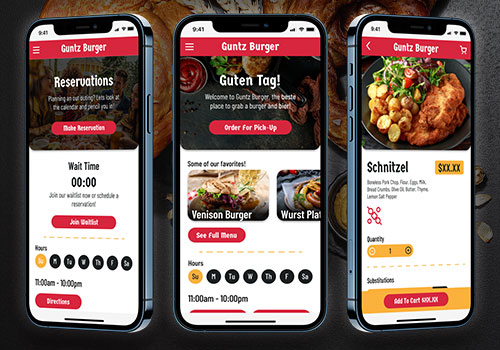 9:41
Guntz Burger
Reservations
Planning an out outing? Lets look at
the calendar and pencil you in!
Make Reservation
Wait Time
00:00
Join our waitlist now or schedule a
reservation!
Join Waitlist
Hours
Su M Tu W Th F Sa
11:00am - 10:00pm
Directions
9:41
Guntz Burger
Guten Tag!
Welcome to Guntz Burger, the beste
place to grab a burger and bier!
Order For Pick-Up
Some of our favorites!
Venison Burger
Wurst Plat
See Full Menu
Hours
Su M Tu W Th F Sa
11:00am - 10:00pm
9:41
Guntz Burger
Schnitzel
$XX.XX
Boneless Pork Chop, Flour, Eggs, Milk,
Bread Crumbs, Olive Oil, Butter, Thyme,
Lemon Salt Pepper
Quantity
1
Substitutions
Add To Cart $XX.XX